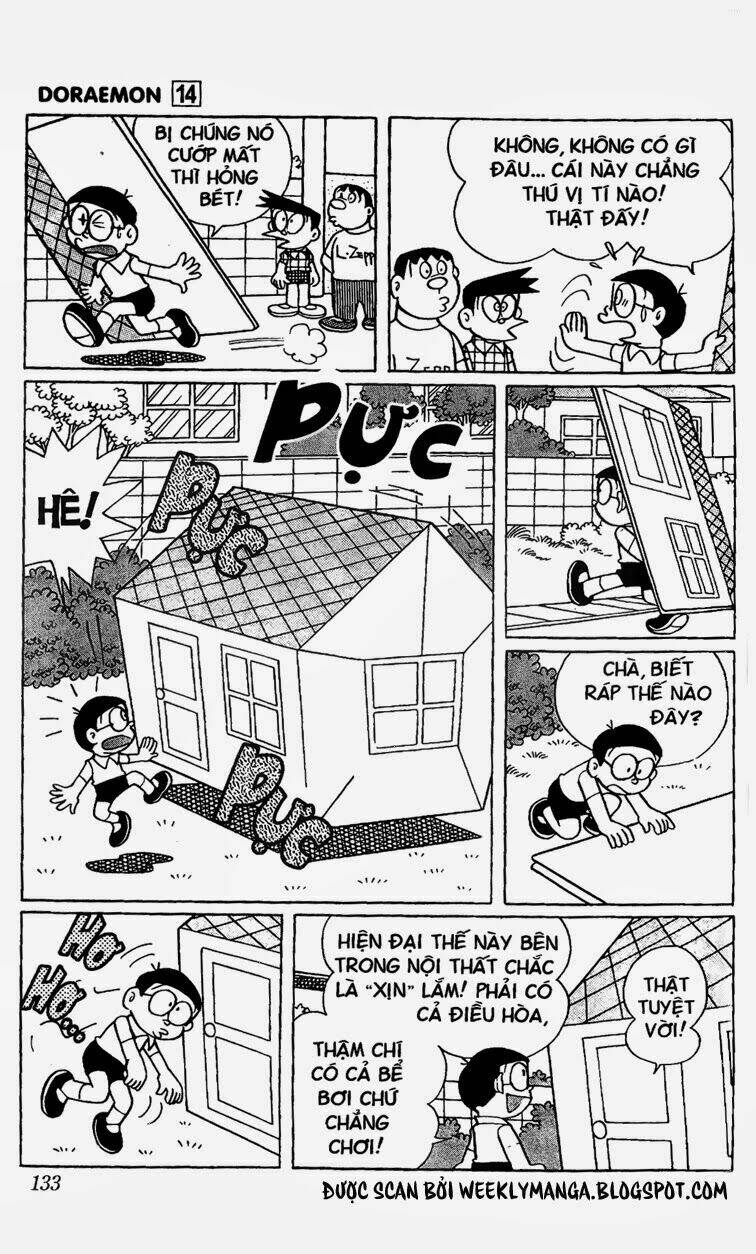 DORAEMON 14
BỊ CHÚNG NÓ
CƯỚP MẤT
THÌ HỎNG
BÉT!
L.ZEPP
KHÔNG, KHÔNG CÓ GÌ
ĐÂU... CÁI NÀY CHẲNG
THÚ VỊ TÍ NÀO!
THẬT ĐẤY!
ZEPP
HÊ!
PỰC
PỰC
PỰC
CHÀ, BIẾT
RÁP THẾ NÀO
ĐÂY?
HƠ
HƠ...
HIỆN ĐẠI THẾ NÀY BÊN
TRONG NỘI THẤT CHẮC
LÀ "XỊN" LẮM! PHẢI CÓ
CẢ ĐIỀU HÒA,
THẬM CHÍ
CÓ CẢ BỂ
BƠI CHỨ
CHẲNG
CHƠI!
THẬT
TUYỆT
VỜI!
133
ĐƯỢC SCAN BỞI WEEKLYMANGA.BLOGSPOT.COM